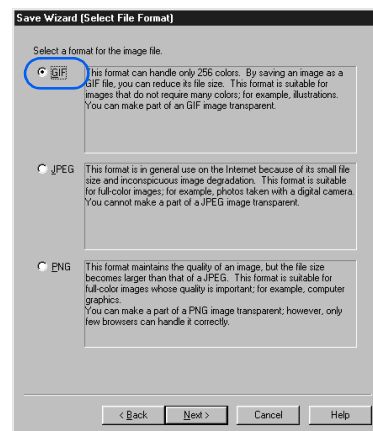 Save Wizard (Select File Format)
Select a format for the image file.
GIF
This format can handle only 256 colors. By saving an image as a
GIF file, you can reduce its file size. This format is suitable for
images that do not require many colors; for example, illustrations.
You can make part of an GIF image transparent.
JPEG
This format is in general use on the Internet because of its small file
size and inconspicuous image degradation. This format is suitable
for full-color images; for example, photos taken with a digital camera.
You cannot make a part of a JPEG image transparent.
PNG
This format maintains the quality of an image, but the file size
becomes larger than that of a JPEG. This format is suitable for
full-color images whose quality is important; for example, computer
graphics.
You can make a part of a PNG image transparent; however, only
few browsers can handle it correctly.
< Back Next > Cancel Help